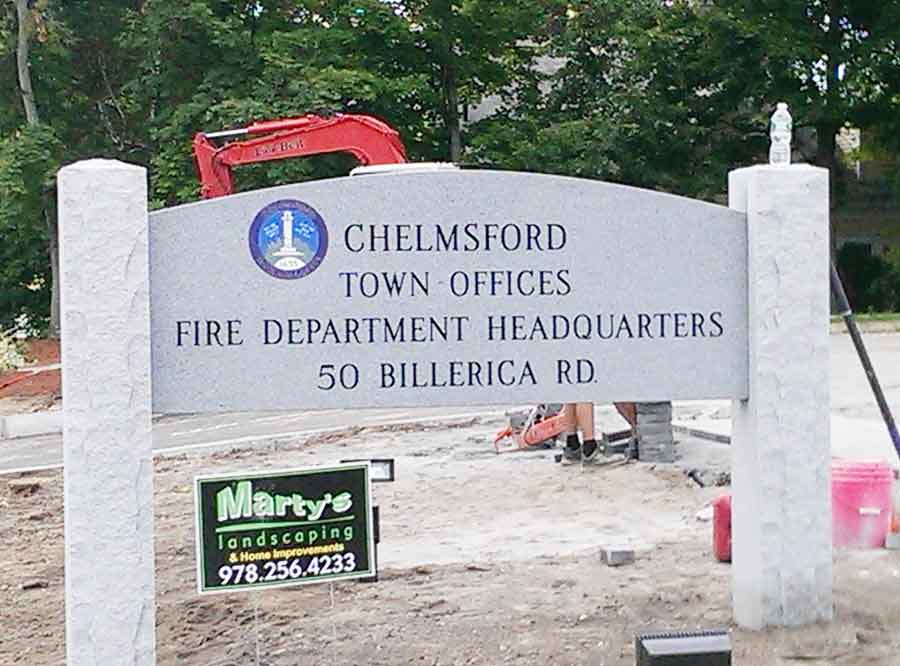 CHELMSFORD
TOWN OFFICES
FIRE DEPARTMENT HEADQUARTERS
50 BILLERICA RD.
Marty's
landscaping
& Home Improvements
978.256.4233